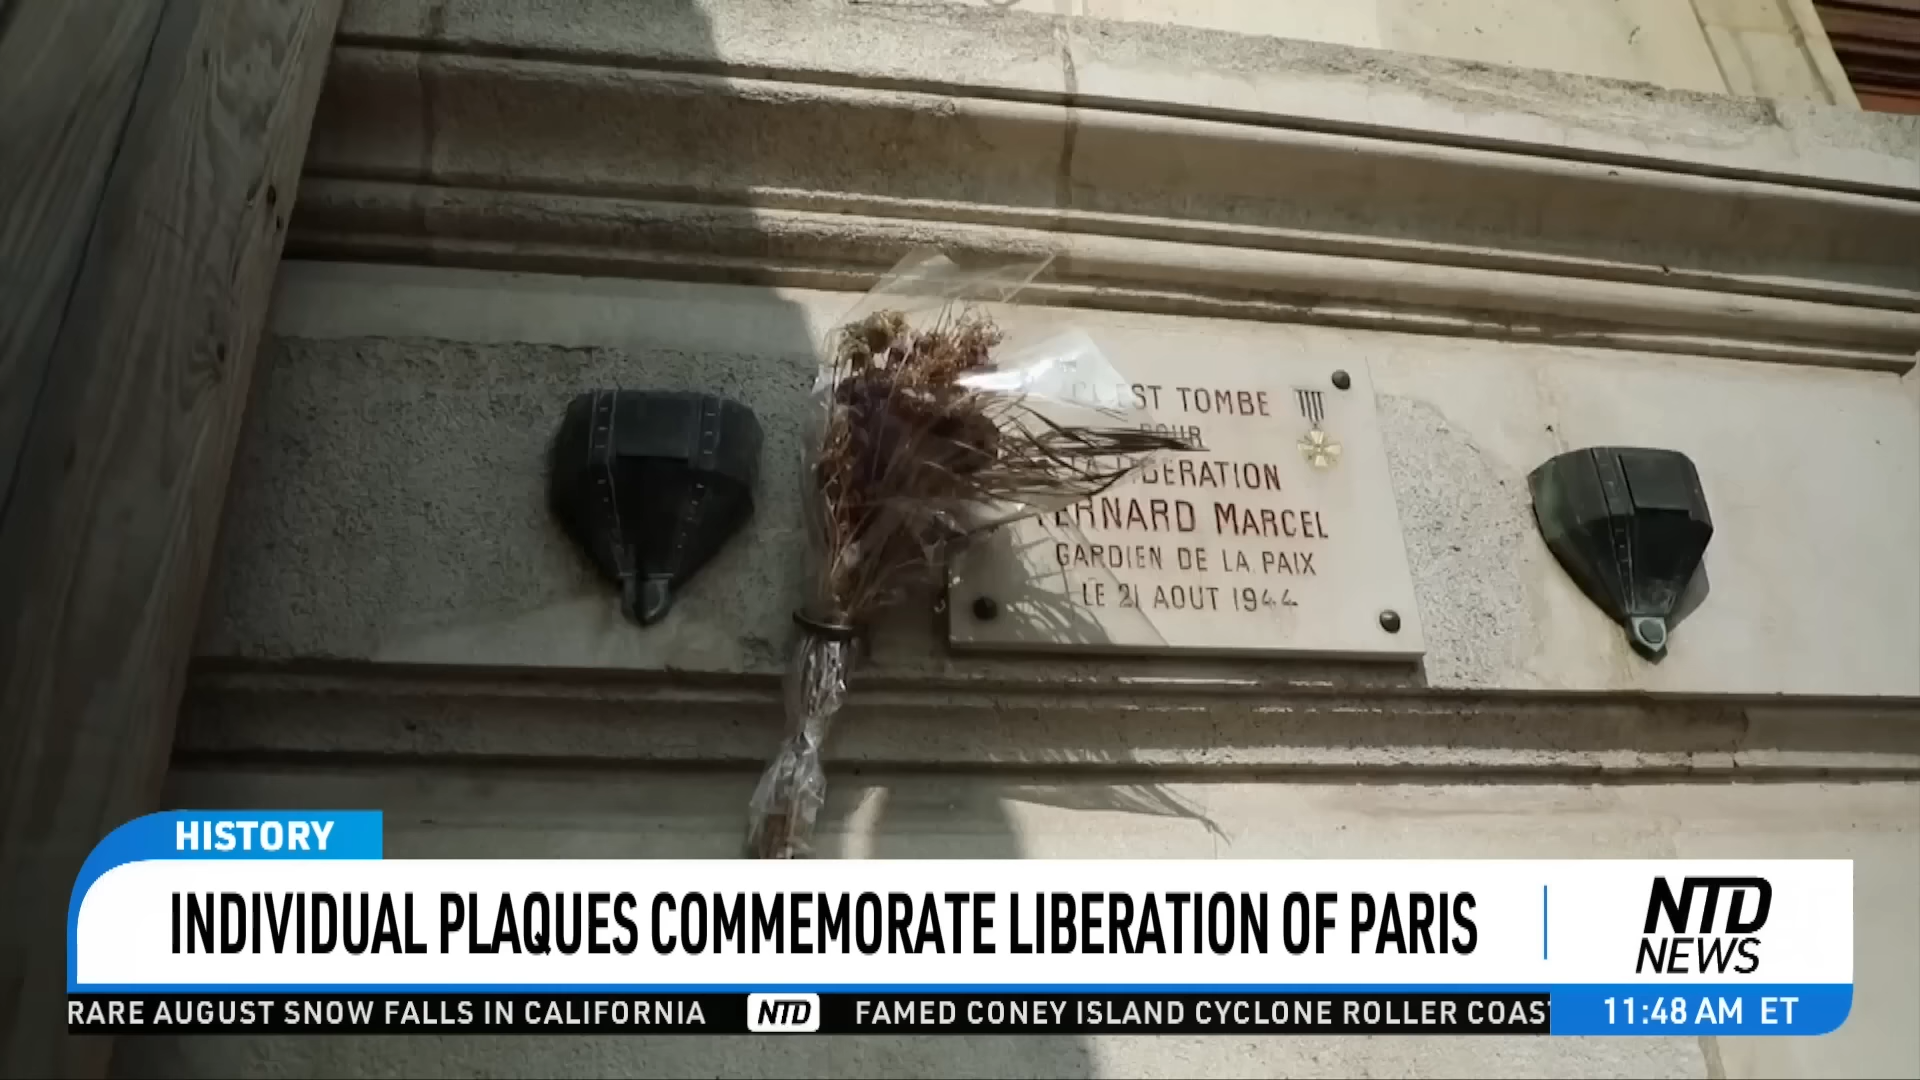 EST TOMBE
POUR
LA LIBERATION
BERNARD MARCEL
GARDIEN DE LA PAIX
LE 21 AOUT 1944
HISTORY
INDIVIDUAL PLAQUES COMMEMORATE LIBERATION OF PARIS
NTD
NEWS
RARE AUGUST SNOW FALLS IN CALIFORNIA NTD FAMED CONEY ISLAND CYCLONE ROLLER COAS
11:48 AM ET